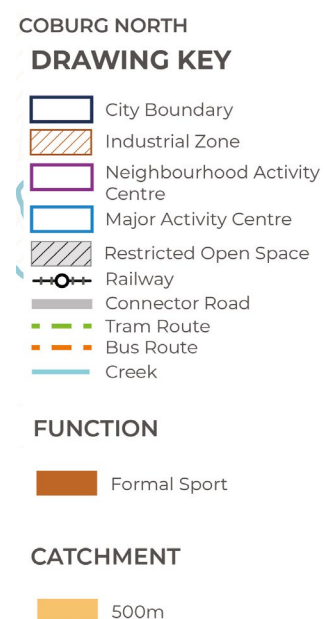 COBURG NORTH
DRAWING KEY
City Boundary
Industrial Zone
Neighbourhood Activity
Centre
Major Activity Centre
Restricted Open Space
Railway
Connector Road
Tram Route
Bus Route
Creek
FUNCTION
Formal Sport
CATCHMENT
500m